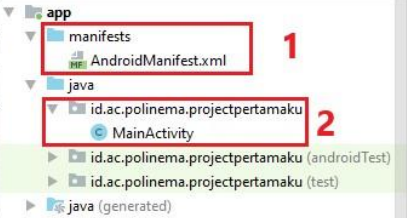 app
manifests
1
MF AndroidManifest.xml
java
id.ac.polinema.projectpertamaku
2
C MainActivity
id.ac.polinema.projectpertamaku (androidTest)
id.ac.polinema.projectpertamaku (test)
java (generated)